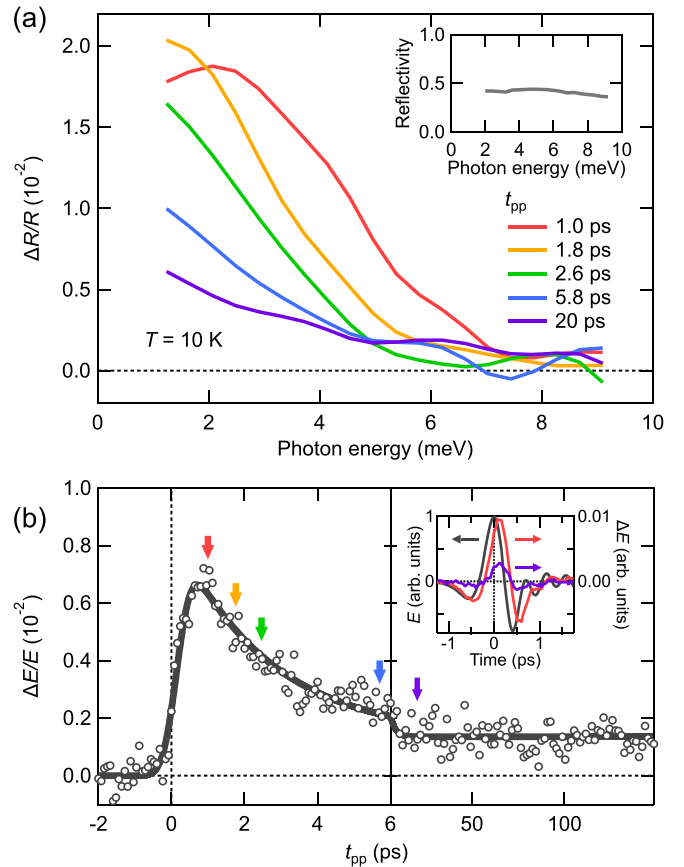 (a)
2.0
1.5
1.0
0.5
0.0
ΔR/R (10⁻²)
0 2 4 6 8 10
Photon energy (meV)
T = 10 K
1.0
0.5
0.0
Reflectivity
0 2 4 6 8 10
Photon energy (meV)
tpp
1.0 ps
1.8 ps
2.6 ps
5.8 ps
20 ps
(b)
1.0
0.8
0.6
0.4
0.2
0.0
ΔE/E (10⁻²)
-2 0 2 4 6 50 100
tpp (ps)
1
0
E (arb. units)
0.01
0.00
ΔE (arb. units)
-1 0 1
Time (ps)